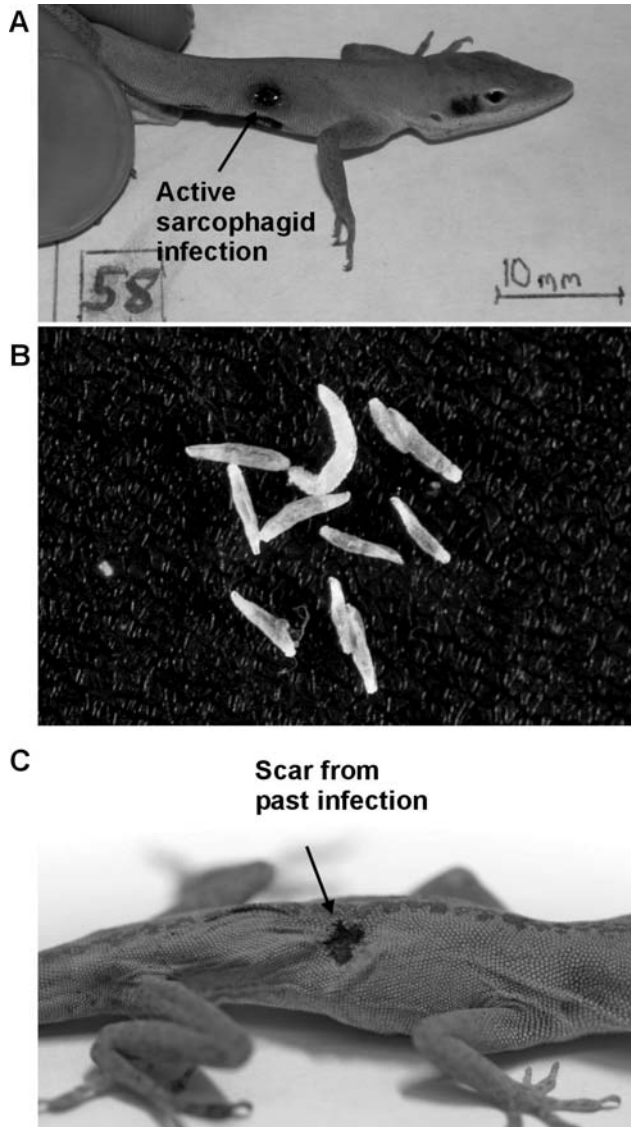 A
Active
sarcophagid
infection
58
10 mm
B
C
Scar from
past infection